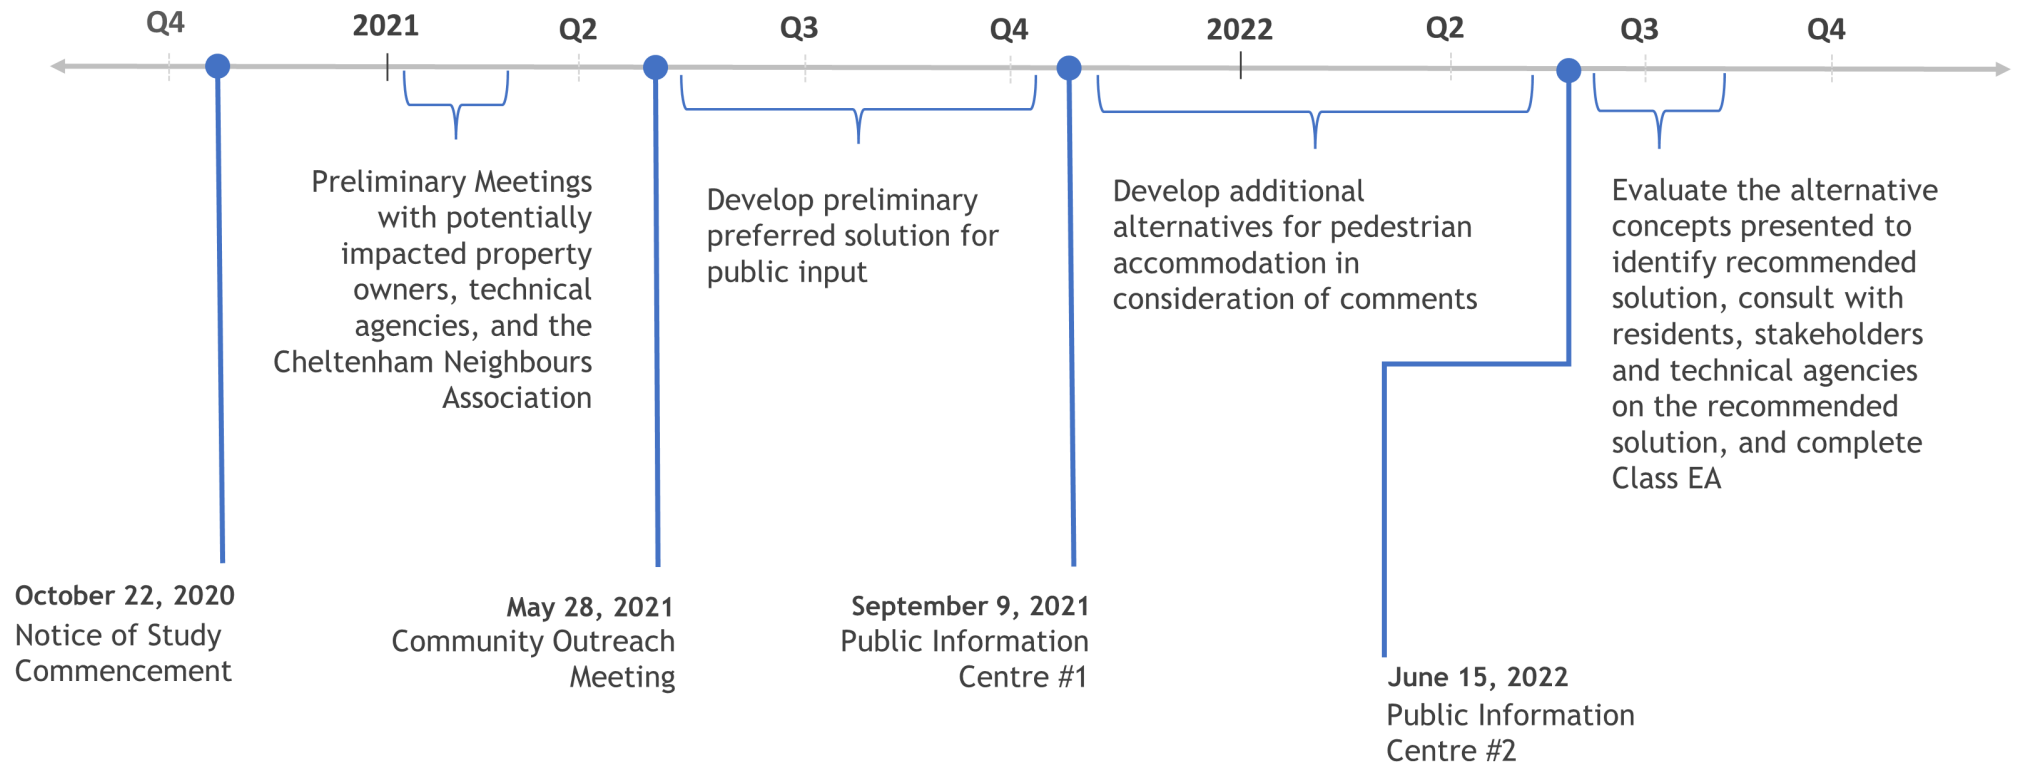 Q4
2021
Q2
Q3
Q4
2022
Q2
Q3
Q4
Preliminary Meetings
with potentially
impacted property
owners, technical
agencies, and the
Cheltenham Neighbours
Association
Develop preliminary
preferred solution for
public input
Develop additional
alternatives for pedestrian
accommodation in
consideration of comments
Evaluate the alternative
concepts presented to
identify recommended
solution, consult with
residents, stakeholders
and technical agencies
on the recommended
solution, and complete
Class EA
October 22, 2020
Notice of Study
Commencement
May 28, 2021
Community Outreach
Meeting
September 9, 2021
Public Information
Centre #1
June 15, 2022
Public Information
Centre #2